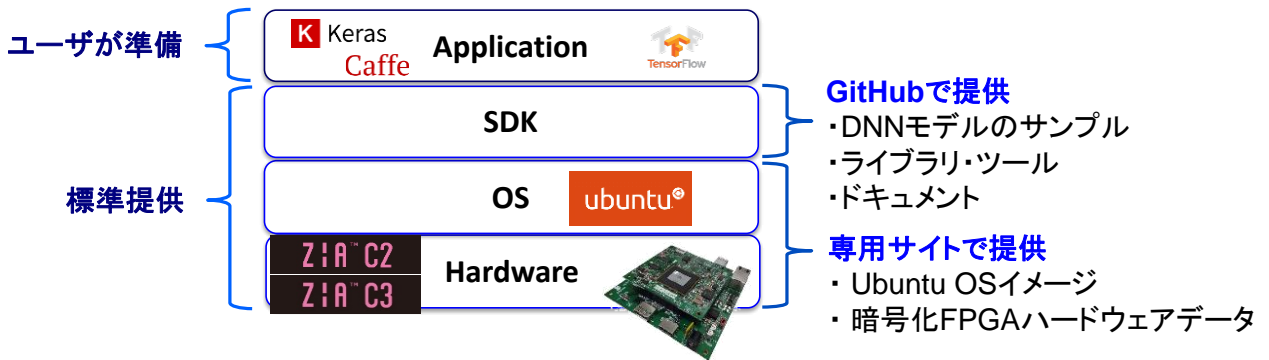 ユーザが準備
K Keras
Caffe
Application
TF
TensorFlow
SDK
GitHubで提供
・DNNモデルのサンプル
・ライブラリ・ツール
・ドキュメント
標準提供
OS
ubuntu®
ZIA™ C2
ZIA™ C3
Hardware
専用サイトで提供
・ Ubuntu OSイメージ
・ 暗号化FPGAハードウェアデータ